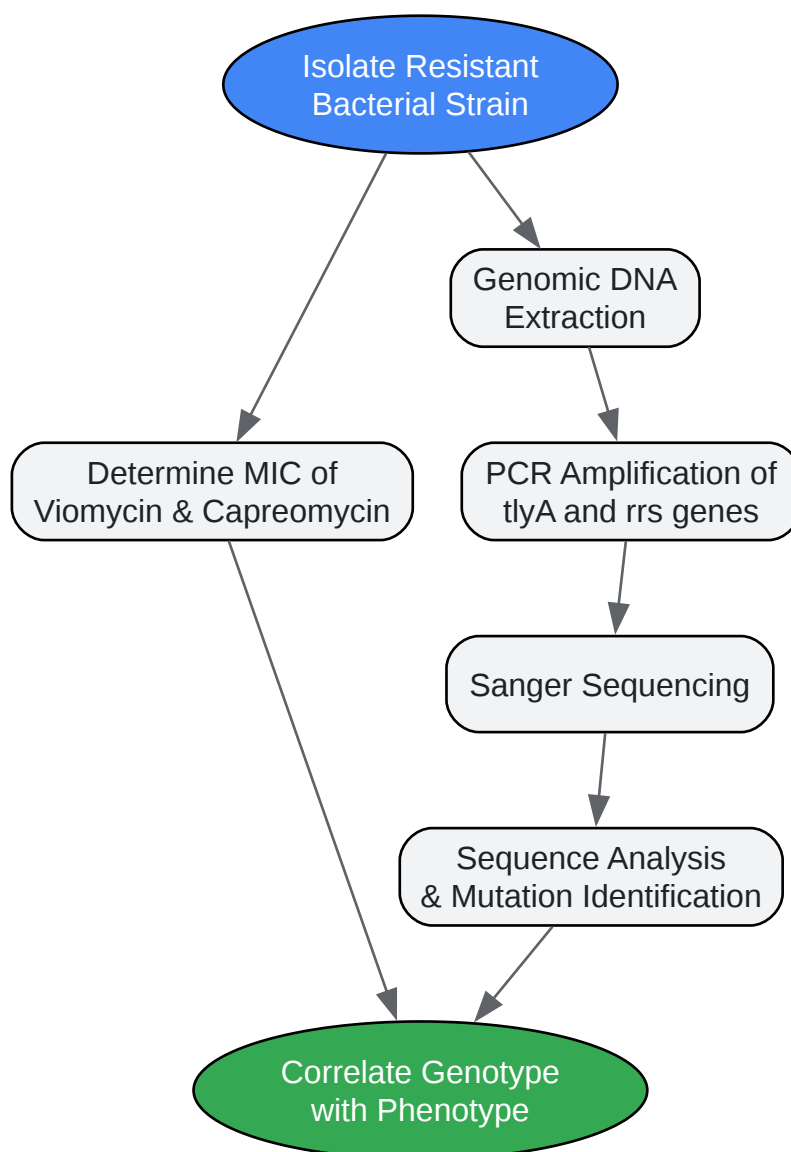 Isolate Resistant
Bacterial Strain
Genomic DNA
Extraction
Determine MIC of
Viomycin & Capreomycin
PCR Amplification of
tlyA and rrs genes
Sanger Sequencing
Sequence Analysis
& Mutation Identification
Correlate Genotype
with Phenotype